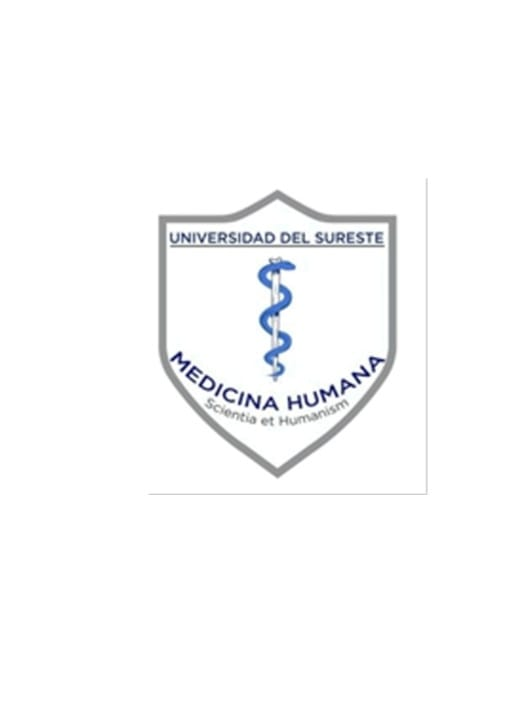 UNIVERSIDAD DEL SURESTE
MEDICINA HUMANA
Scientia et Humanism